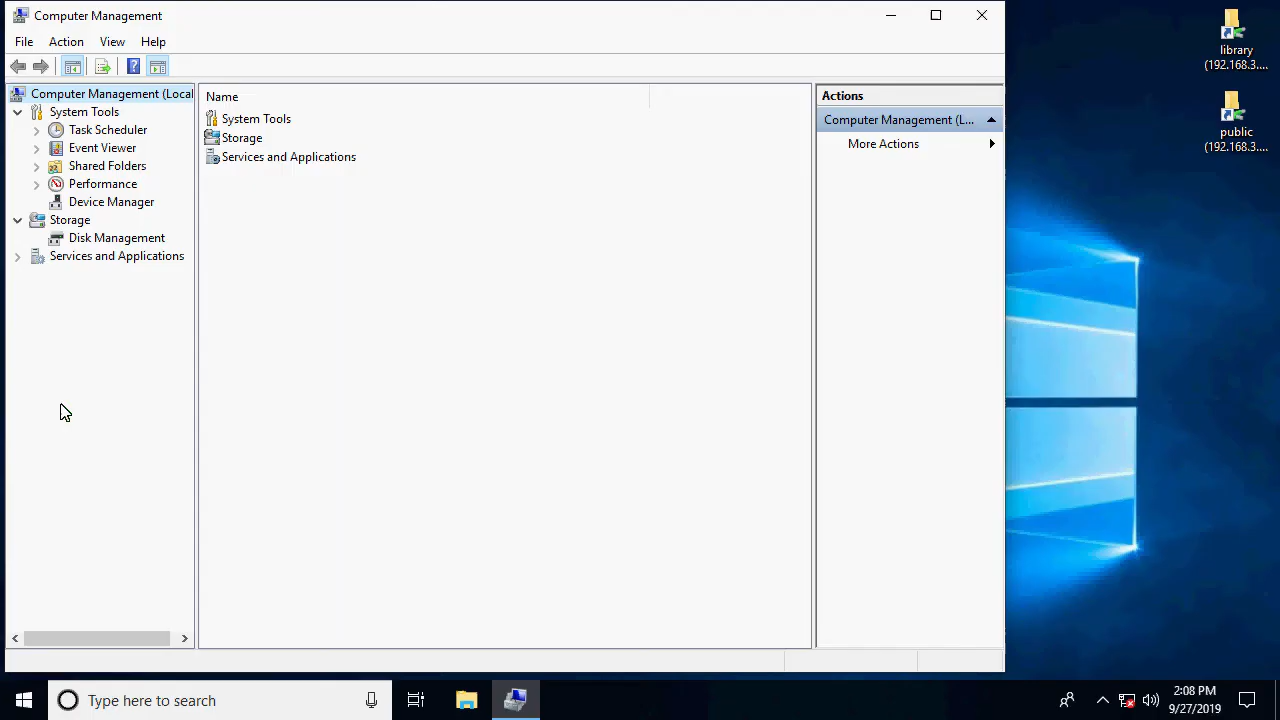 Computer Management
File Action View Help
Computer Management (Local
System Tools
Task Scheduler
Event Viewer
Shared Folders
Performance
Device Manager
Storage
Disk Management
Services and Applications
Name
System Tools
Storage
Services and Applications
Actions
Computer Management (L...
More Actions
library
(192.168.3....
public
(192.168.3....
Type here to search
2:08 PM
9/27/2019